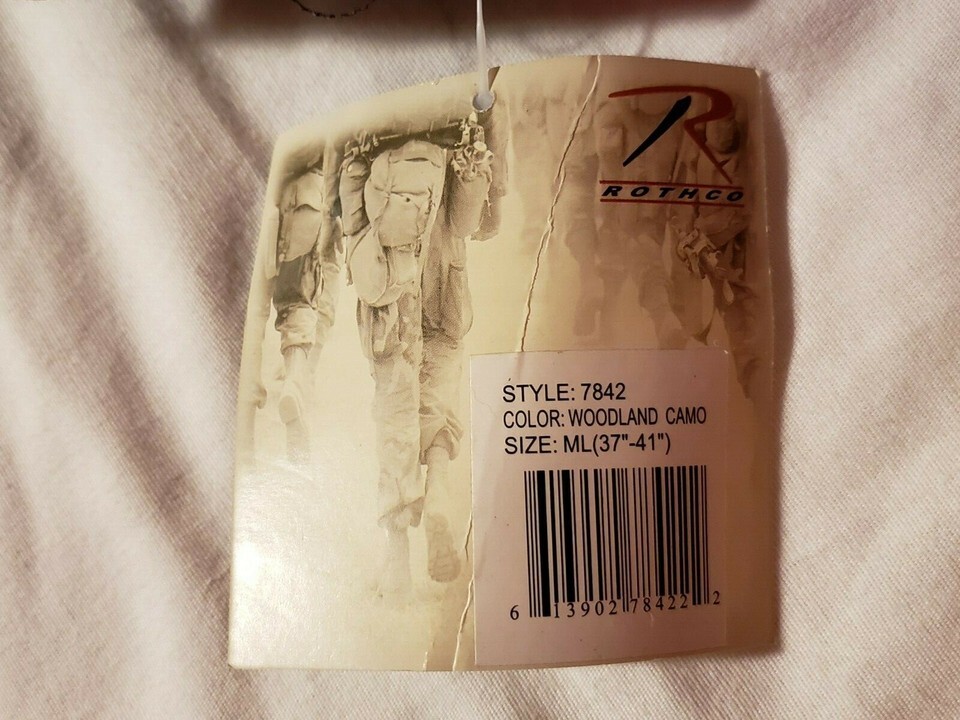 ROTHCO
STYLE: 7842
COLOR: WOODLAND CAMO
SIZE: ML(37"-41")
6 13902 78422 2